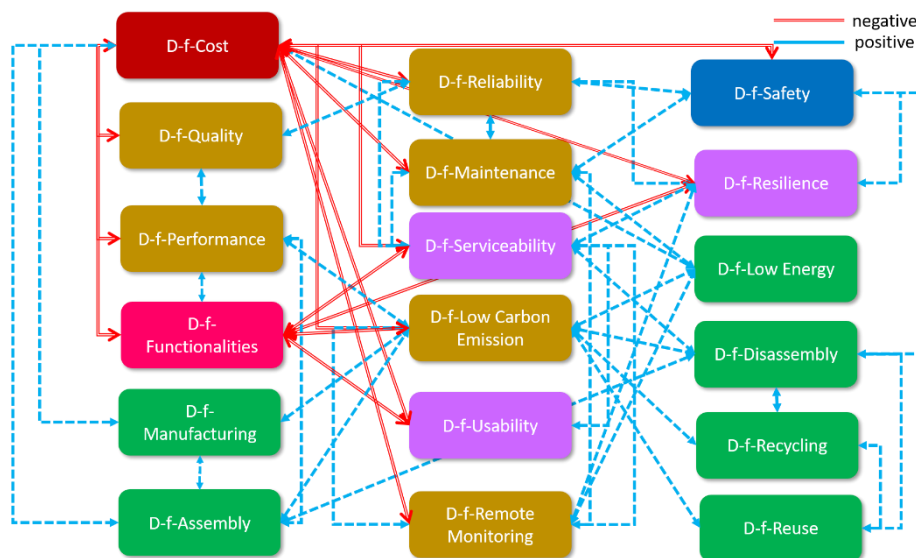 negative
positive
D-f-Cost
D-f-Quality
D-f-Performance
D-f-
Functionalities
D-f-
Manufacturing
D-f-Assembly
D-f-Reliability
D-f-Maintenance
D-f-Serviceability
D-f-Low Carbon
Emission
D-f-Usability
D-f-Remote
Monitoring
D-f-Safety
D-f-Resilience
D-f-Low Energy
D-f-Disassembly
D-f-Recycling
D-f-Reuse